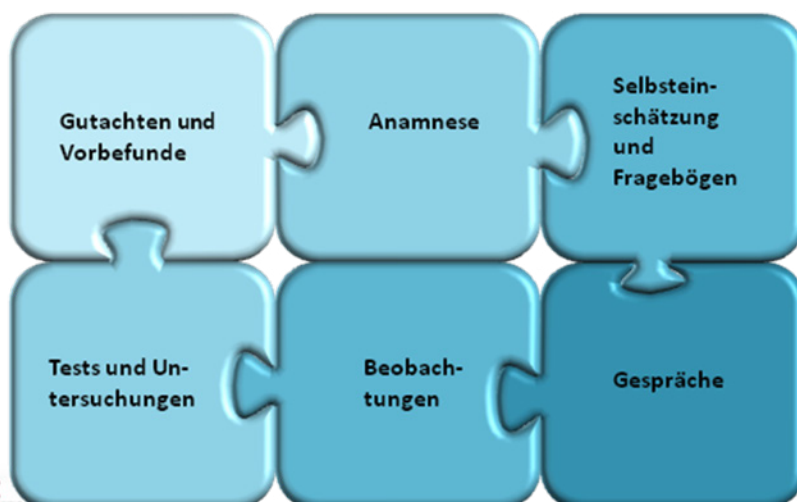 Gutachten und
Vorbefunde
Anamnese
Selbstein-
schätzung
und
Fragebögen
Tests und Un-
tersuchungen
Beobach-
tungen
Gespräche